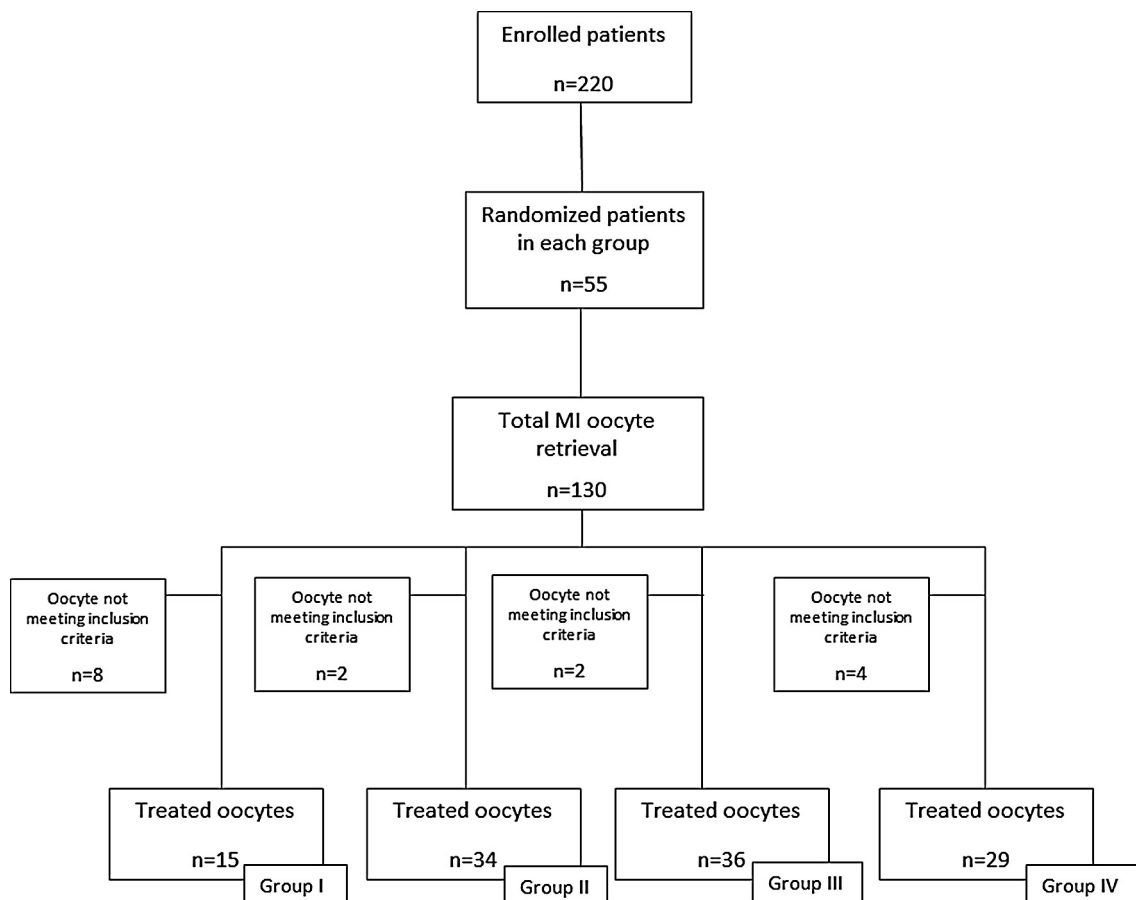 Enrolled patients
n=220
Randomized patients
in each group
n=55
Total MI oocyte
retrieval
n=130
Oocyte not
meeting inclusion
criteria
n=8
Oocyte not
meeting inclusion
criteria
n=2
Oocyte not
meeting inclusion
criteria
n=2
Oocyte not
meeting inclusion
criteria
n=4
Treated oocytes
n=15
Group I
Treated oocytes
n=34
Group II
Treated oocytes
n=36
Group III
Treated oocytes
n=29
Group IV